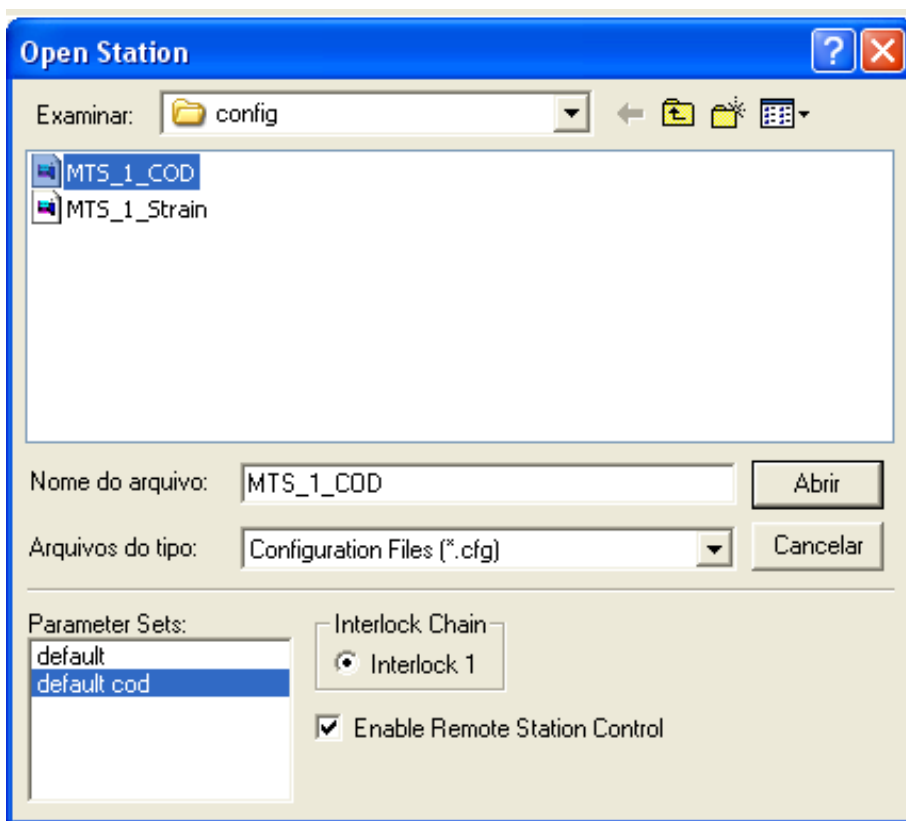 Open Station
Examinar: config
MTS_1_COD
MTS_1_Strain
Nome do arquivo: MTS_1_COD Abrir
Arquivos do tipo: Configuration Files (*.cfg) Cancelar
Parameter Sets: Interlock Chain
default
Interlock 1
default cod
Enable Remote Station Control